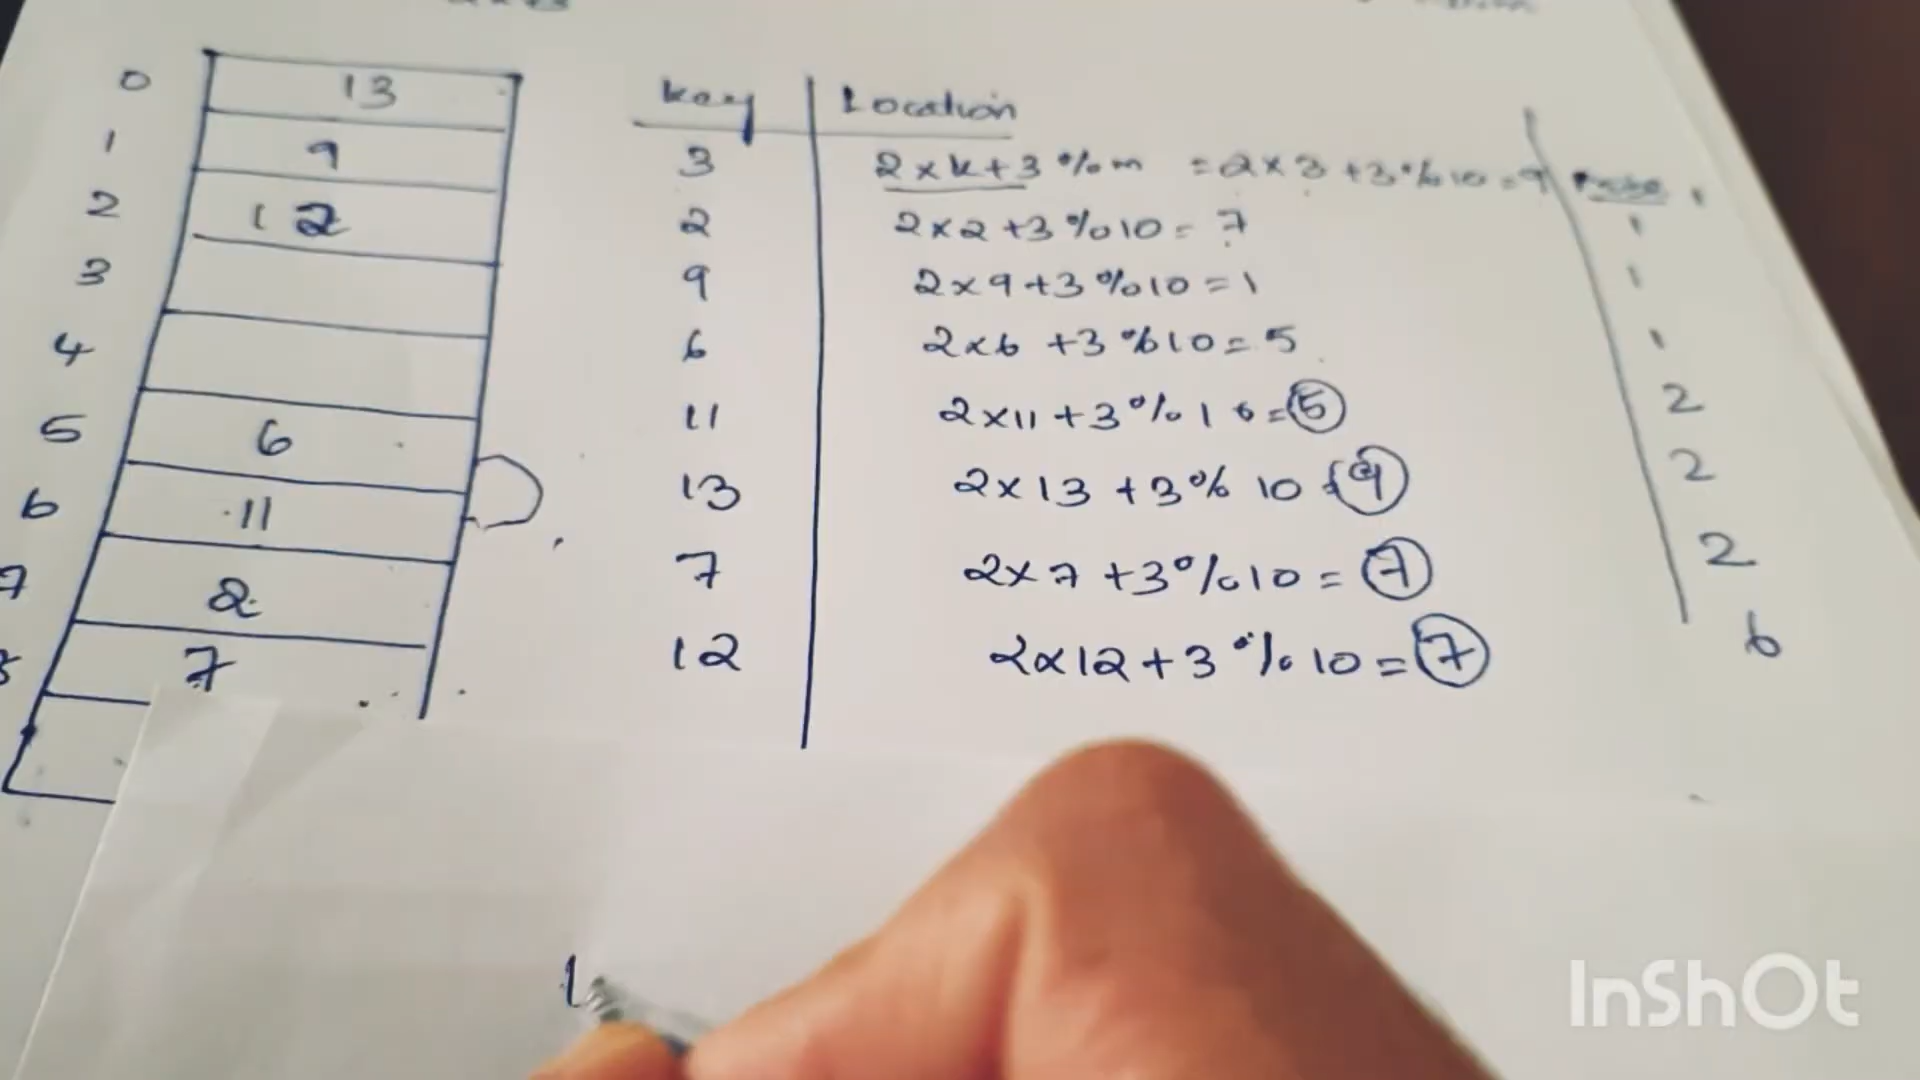 0 13
1 9
2 12
3
4
5 6
6 11
7 2
7
key Location
3 2 x k + 3 % m = 2 x 3 + 3 % 10 = 9 1
2 2 x 2 + 3 % 10 = 7 1
9 2 x 9 + 3 % 10 = 1 1
6 2 x 6 + 3 % 10 = 5 1
11 2 x 11 + 3 % 10 = 5 2
13 2 x 13 + 3 % 10 = 9 2
7 2 x 7 + 3 % 10 = 7 2
12 2 x 12 + 3 % 10 = 7 6
InShOt